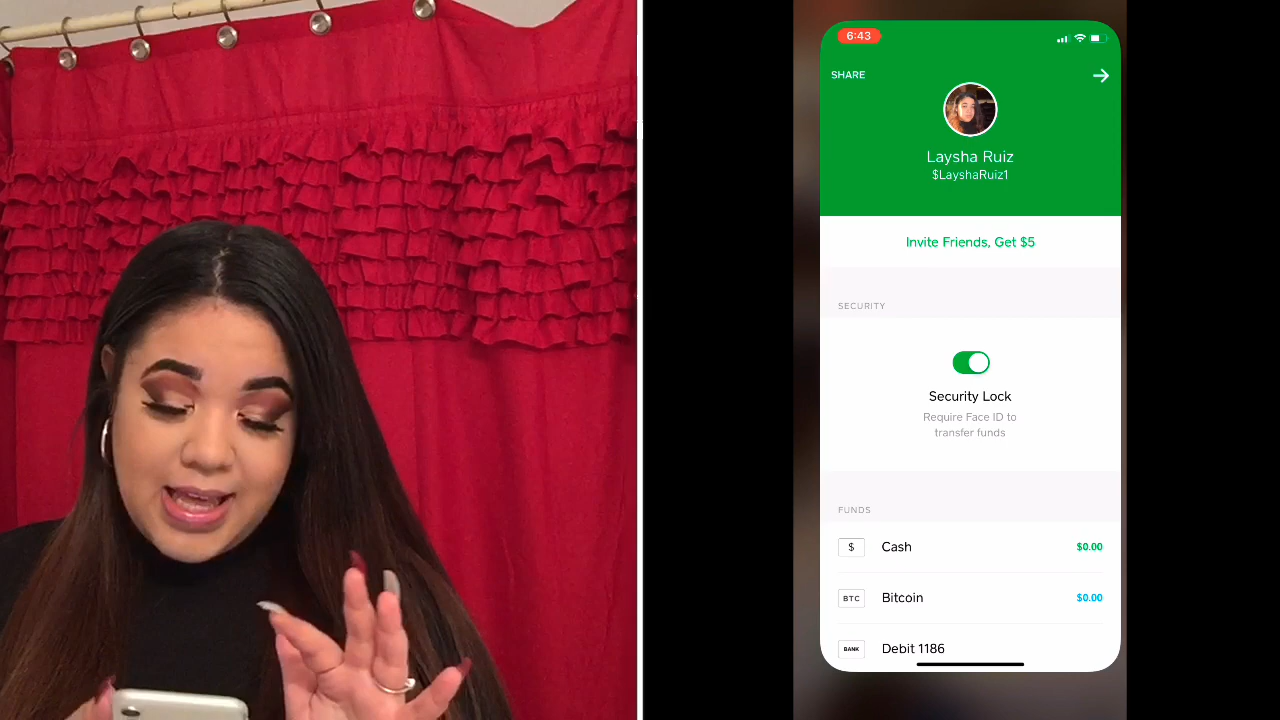 6:43
SHARE
Laysha Ruiz
$LayshaRuiz1
Invite Friends, Get $5
SECURITY
Security Lock
Require Face ID to
transfer funds
FUNDS
$ Cash $0.00
BTC Bitcoin $0.00
BANK Debit 1186